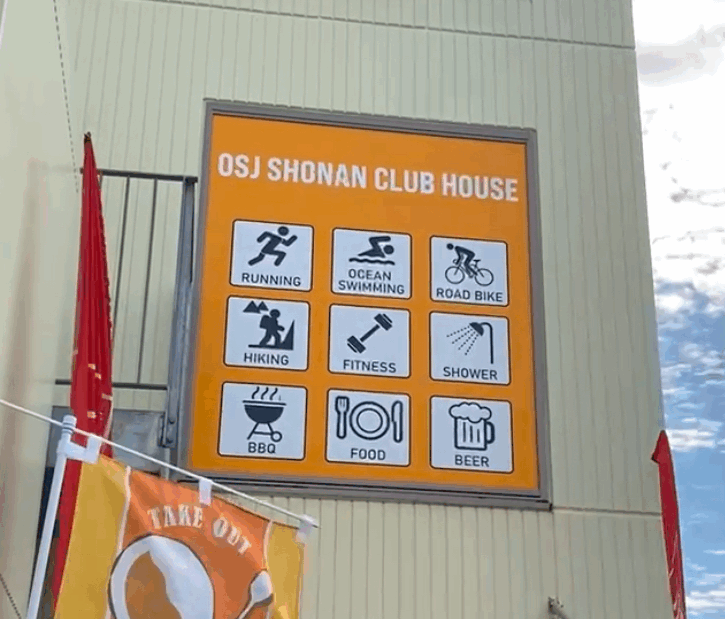 OSJ SHONAN CLUB HOUSE
RUNNING
OCEAN
SWIMMING
ROAD BIKE
HIKING
FITNESS
SHOWER
BBQ
FOOD
BEER
TAKE OUT